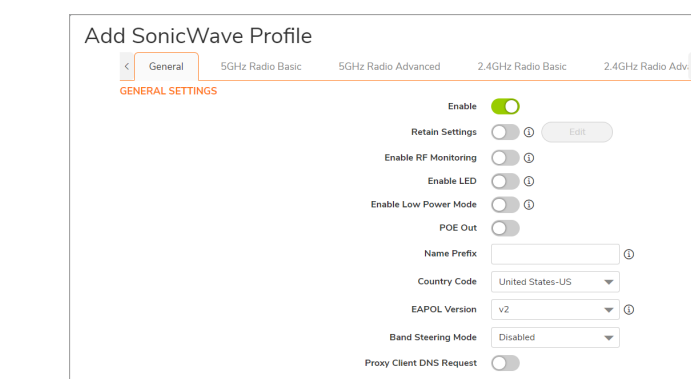 Add SonicWave Profile
General 5GHz Radio Basic 5GHz Radio Advanced 2.4GHz Radio Basic 2.4GHz Radio Adv
GENERAL SETTINGS
Enable
Retain Settings Edit
Enable RF Monitoring
Enable LED
Enable Low Power Mode
POE Out
Name Prefix
Country Code United States-US
EAPOL Version v2
Band Steering Mode Disabled
Proxy Client DNS Request